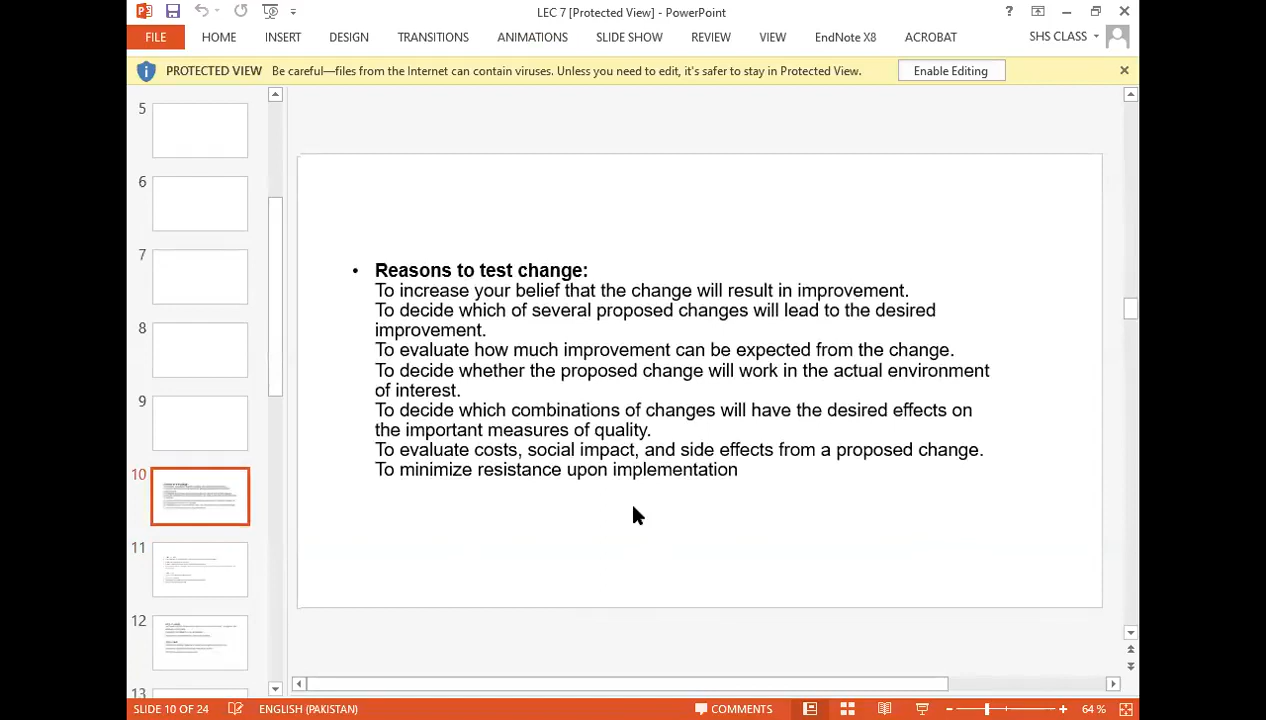 LEC 7 [Protected View] - PowerPoint
?
FILE HOME INSERT DESIGN TRANSITIONS ANIMATIONS SLIDE SHOW REVIEW VIEW EndNote X8 ACROBAT SHS CLASS
PROTECTED VIEW Be careful—files from the Internet can contain viruses. Unless you need to edit, it's safer to stay in Protected View. Enable Editing
5
6
7
8
9
10
11
12
13
• Reasons to test change:
To increase your belief that the change will result in improvement.
To decide which of several proposed changes will lead to the desired
improvement.
To evaluate how much improvement can be expected from the change.
To decide whether the proposed change will work in the actual environment
of interest.
To decide which combinations of changes will have the desired effects on
the important measures of quality.
To evaluate costs, social impact, and side effects from a proposed change.
To minimize resistance upon implementation
SLIDE 10 OF 24 ENGLISH (PAKISTAN) COMMENTS 64 %